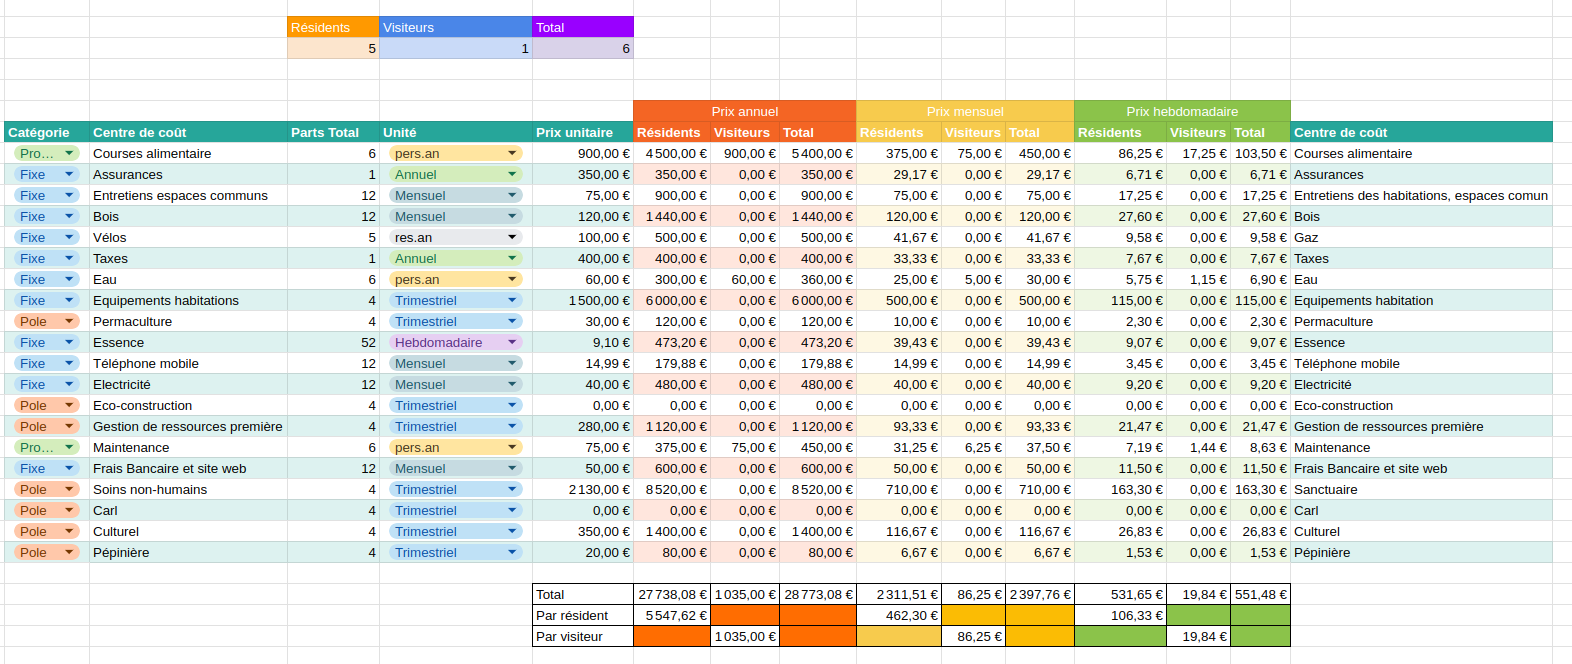 Résidents Visiteurs Total
5 1 6
Prix annuel Prix mensuel Prix hebdomadaire
Catégorie Centre de coût Parts Total Unité Prix unitaire Résidents Visiteurs Total Résidents Visiteurs Total Résidents Visiteurs Total Centre de coût
Pro… Courses alimentaire 6 pers.an 900,00 € 4 500,00 € 900,00 € 5 400,00 € 375,00 € 75,00 € 450,00 € 86,25 € 17,25 € 103,50 € Courses alimentaire
Fixe Assurances 1 Annuel 350,00 € 350,00 € 0,00 € 350,00 € 29,17 € 0,00 € 29,17 € 6,71 € 0,00 € 6,71 € Assurances
Fixe Entretiens espaces communs 12 Mensuel 75,00 € 900,00 € 0,00 € 900,00 € 75,00 € 0,00 € 75,00 € 17,25 € 0,00 € 17,25 € Entretiens des habitations, espaces comun
Fixe Bois 12 Mensuel 120,00 € 1 440,00 € 0,00 € 1 440,00 € 120,00 € 0,00 € 120,00 € 27,60 € 0,00 € 27,60 € Bois
Fixe Vélos 5 res.an 100,00 € 500,00 € 0,00 € 500,00 € 41,67 € 0,00 € 41,67 € 9,58 € 0,00 € 9,58 € Gaz
Fixe Taxes 1 Annuel 400,00 € 400,00 € 0,00 € 400,00 € 33,33 € 0,00 € 33,33 € 7,67 € 0,00 € 7,67 € Taxes
Fixe Eau 6 pers.an 60,00 € 300,00 € 60,00 € 360,00 € 25,00 € 5,00 € 30,00 € 5,75 € 1,15 € 6,90 € Eau
Fixe Equipements habitations 4 Trimestriel 1 500,00 € 6 000,00 € 0,00 € 6 000,00 € 500,00 € 0,00 € 500,00 € 115,00 € 0,00 € 115,00 € Equipements habitation
Pole Permaculture 4 Trimestriel 30,00 € 120,00 € 0,00 € 120,00 € 10,00 € 0,00 € 10,00 € 2,30 € 0,00 € 2,30 € Permaculture
Fixe Essence 52 Hebdomadaire 9,10 € 473,20 € 0,00 € 473,20 € 39,43 € 0,00 € 39,43 € 9,07 € 0,00 € 9,07 € Essence
Fixe Téléphone mobile 12 Mensuel 14,99 € 179,88 € 0,00 € 179,88 € 14,99 € 0,00 € 14,99 € 3,45 € 0,00 € 3,45 € Téléphone mobile
Fixe Electricité 12 Mensuel 40,00 € 480,00 € 0,00 € 480,00 € 40,00 € 0,00 € 40,00 € 9,20 € 0,00 € 9,20 € Electricité
Pole Eco-construction 4 Trimestriel 0,00 € 0,00 € 0,00 € 0,00 € 0,00 € 0,00 € 0,00 € 0,00 € 0,00 € 0,00 € Eco-construction
Pole Gestion de ressources première 4 Trimestriel 280,00 € 1 120,00 € 0,00 € 1 120,00 € 93,33 € 0,00 € 93,33 € 21,47 € 0,00 € 21,47 € Gestion de ressources première
Pro… Maintenance 6 pers.an 75,00 € 375,00 € 75,00 € 450,00 € 31,25 € 6,25 € 37,50 € 7,19 € 1,44 € 8,63 € Maintenance
Fixe Frais Bancaire et site web 12 Mensuel 50,00 € 600,00 € 0,00 € 600,00 € 50,00 € 0,00 € 50,00 € 11,50 € 0,00 € 11,50 € Frais Bancaire et site web
Pole Soins non-humains 4 Trimestriel 2 130,00 € 8 520,00 € 0,00 € 8 520,00 € 710,00 € 0,00 € 710,00 € 163,30 € 0,00 € 163,30 € Sanctuaire
Pole Carl 4 Trimestriel 0,00 € 0,00 € 0,00 € 0,00 € 0,00 € 0,00 € 0,00 € 0,00 € 0,00 € 0,00 € Carl
Pole Culturel 4 Trimestriel 350,00 € 1 400,00 € 0,00 € 1 400,00 € 116,67 € 0,00 € 116,67 € 26,83 € 0,00 € 26,83 € Culturel
Pole Pépinière 4 Trimestriel 20,00 € 80,00 € 0,00 € 80,00 € 6,67 € 0,00 € 6,67 € 1,53 € 0,00 € 1,53 € Pépinière
Total 27 738,08 € 1 035,00 € 28 773,08 € 2 311,51 € 86,25 € 2 397,76 € 531,65 € 19,84 € 551,48 €
Par résident 5 547,62 € 462,30 € 106,33 €
Par visiteur 1 035,00 € 86,25 € 19,84 €